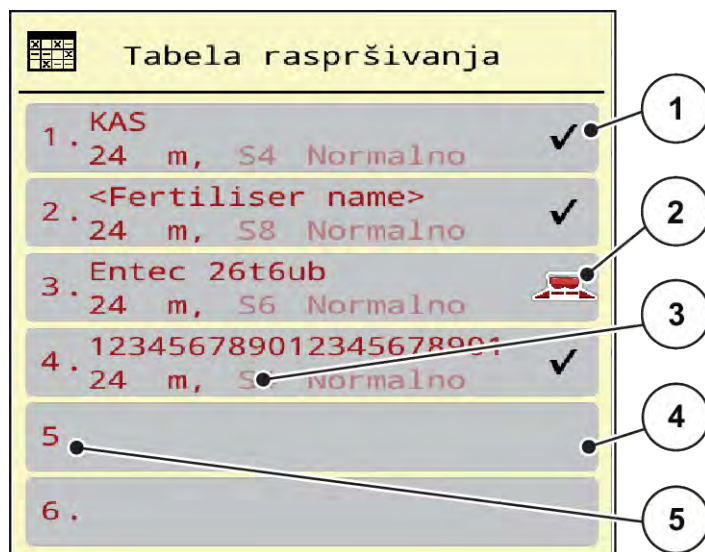 Tabela raspršivanja
1. KAS
24 m, S4 Normalno
2. <Fertiliser name>
24 m, S8 Normalno
3. Entec 26t6ub
24 m, S6 Normalno
4. 123456789012345678901
24 m, Normalno
5
6.
1
2
3
4
5